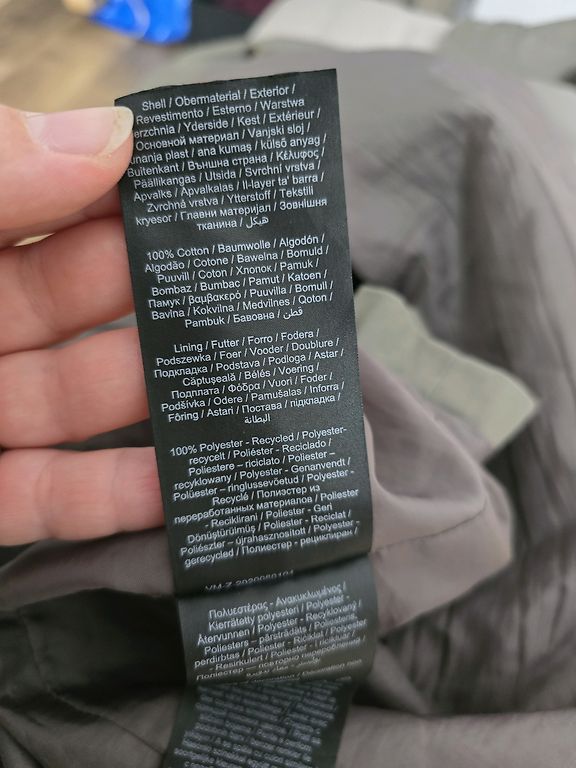 Shell / Obermaterial / Exterior /
Revestimento / Esterno / Warstwa
erzchnia / Yderside / Kest / Extérieur /
Основной материал / Vanjski sloj /
nanja plast / ana kumaş / külső anyag /
Buitenkant / Външна страна / Κέλυφος /
Päällikangas / Utsida / Svrchní vrstva /
Apvalks / Apvalkalas / Il-layer ta' barra /
Zvrchná vrstva / Ytterstoff / Tekstili
kryesor / Главни материјал / Зовнішня
тканина / هيكل
100% Cotton / Baumwolle / Algodón /
Algodão / Cotone / Bawełna / Bomuld /
Puuvill / Coton / Хлопок / Pamuk /
Bombaz / Bumbac / Pamut / Katoen /
Памук / βαμβακερό / Puuvilla / Bomull /
Bavlna / Kokvilna / Medvilnes / Qoton /
Pambuk / Бавовна / قطن
Lining / Futter / Forro / Fodera /
Podszewka / Foer / Vooder / Doublure /
Подкладка / Podstava / Podloga / Astar /
Căptușeală / Bélés / Voering /
Подплата / Φόδρα / Vuori / Foder /
Podšívka / Odere / Pamušalas / Inforra /
Fôring / Astari / Постава / підкладка /
البطانة
100% Polyester - Recycled / Polyester-
recycelt / Poliéster - Reciclado /
Poliestere – riciclato / Poliester –
recyklowany / Polyester - Genanvendt /
Polüester – ringlussevõetud / Polyester -
Recyclé / Полиэстер из
переработанных материалов / Poliester
- Reciklirani / Poliester - Geri
Dönüştürülmüş / Poliester - Reciclat /
Poliészter – újrahasznosított / Polyester -
gerecycled / Полиестер - рециклиран /
Πολυεστέρας - Ανακυκλωμένος /
Kierrätetty polyesteri / Polyester -
Återvunnen / Polyester - Recyklovaný /
Poliesters – pārstrādāts / Poliesteris,
perdirbtas / Polyester - Riċiklat / Polyester
- Resirkulert / Poliester - i ricikluar /